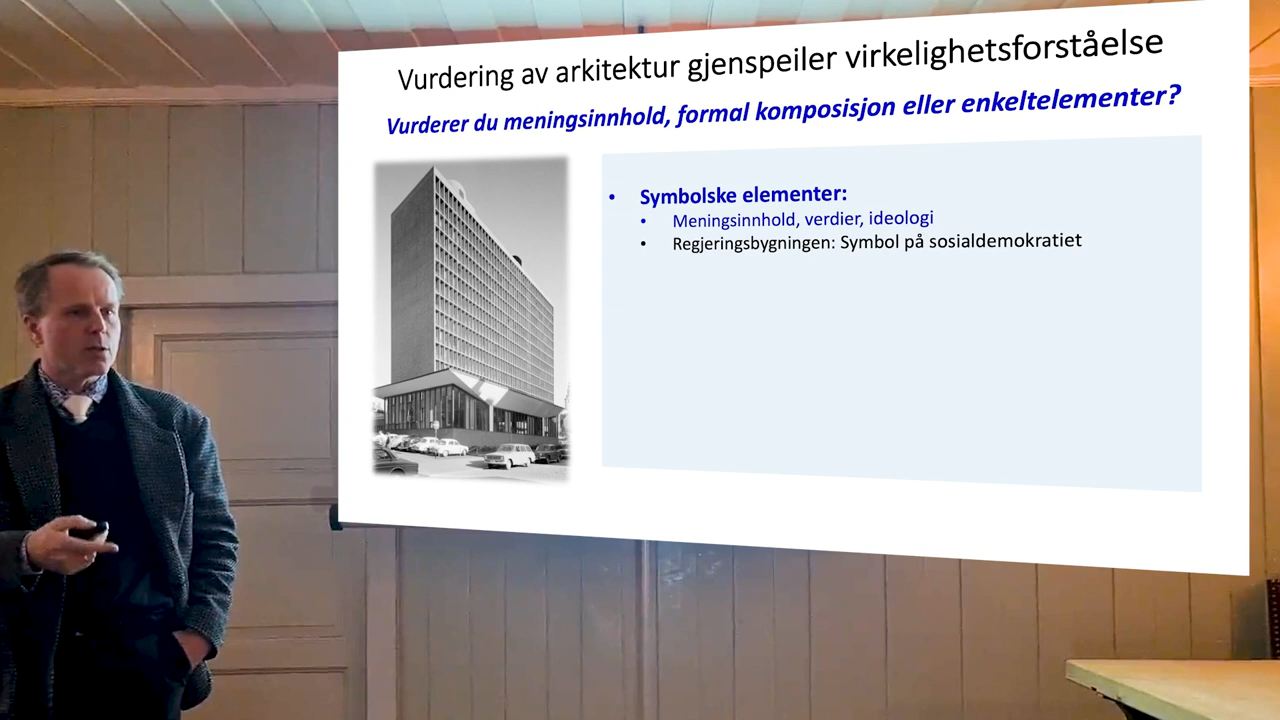 Vurdering av arkitektur gjenspeiler virkelighetsforståelse
Vurderer du meningsinnhold, formal komposisjon eller enkeltelementer?
• Symbolske elementer:
• Meningsinnhold, verdier, ideologi
• Regjeringsbygningen: Symbol på sosialdemokratiet